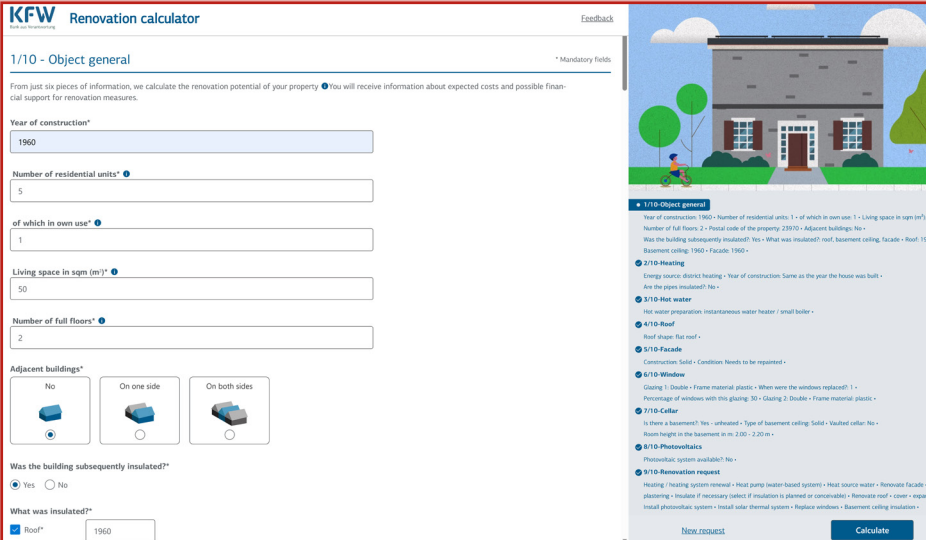 KFW
Bank aus Verantwortung
Renovation calculator
Feedback
1/10 - Object general
* Mandatory fields
From just six pieces of information, we calculate the renovation potential of your property You will receive information about expected costs and possible finan-
cial support for renovation measures.
Year of construction*
1960
Number of residential units*
5
of which in own use*
1
Living space in sqm (m²)*
50
Number of full floors*
2
Adjacent buildings*
No
On one side
On both sides
Was the building subsequently insulated?*
Yes
No
What was insulated?*
Roof*
1960
1/10-Object general
Year of construction: 1960 • Number of residential units: 1 • of which in own use: 1 • Living space in sqm (m²):
Number of full floors: 2 • Postal code of the property: 23970 • Adjacent buildings: No •
Was the building subsequently insulated?: Yes • What was insulated?: roof, basement ceiling, facade • Roof: 19
Basement ceiling: 1960 • Facade: 1960 •
2/10-Heating
Energy source: district heating • Year of construction: Same as the year the house was built •
Are the pipes insulated?: No •
3/10-Hot water
Hot water preparation: instantaneous water heater / small boiler •
4/10-Roof
Roof shape: flat roof •
5/10-Facade
Construction: Solid • Condition: Needs to be repainted •
6/10-Window
Glazing 1: Double • Frame material: plastic • When were the windows replaced?: 1 •
Percentage of windows with this glazing: 30 • Glazing 2: Double • Frame material: plastic •
7/10-Cellar
Is there a basement?: Yes - unheated • Type of basement ceiling: Solid • Vaulted cellar: No •
Room height in the basement in m: 2.00 - 2.20 m •
8/10-Photovoltaics
Photovoltaic system available?: No •
9/10-Renovation request
Heating / heating system renewal • Heat pump (water-based system) • Heat source water • Renovate facade •
plastering • Insulate if necessary (select if insulation is planned or conceivable) • Renovate roof • cover • expan
Install photovoltaic system • Install solar thermal system • Replace windows • Basement ceiling insulation •
New request
Calculate